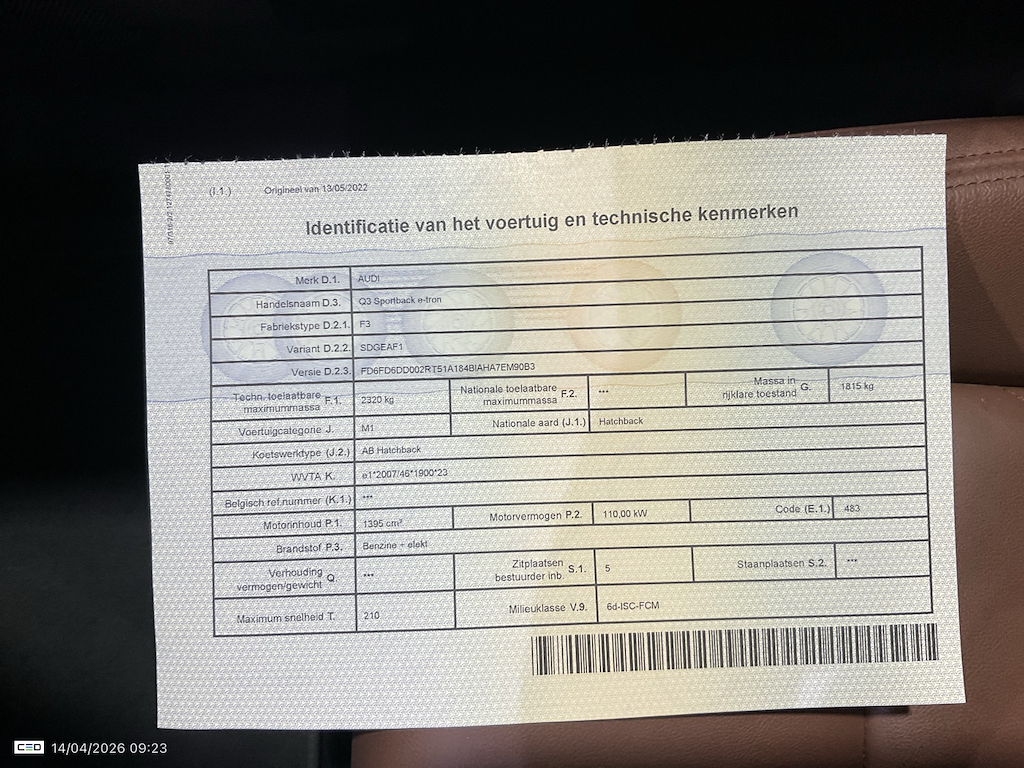 (I.1.) Origineel van 13/05/2022
Identificatie van het voertuig en technische kenmerken
Merk D.1. AUDI
Handelsnaam D.3. Q3 Sportback e-tron
Fabriekstype D.2.1. F3
Variant D.2.2. SDGEAF1
Versie D.2.3. FD6FD6DD002RT51A184BIAHA7EM90B3
Techn. toelaatbare maximummassa F.1. 2320 kg Nationale toelaatbare maximummassa F.2. *** Massa in rijklare toestand G. 1815 kg
Voertuigcategorie J. M1 Nationale aard (J.1.) Hatchback
Koetswerktype (J.2.) AB Hatchback
WVTA K. e1*2007/46*1900*23
Belgisch ref.nummer (K.1.) ***
Motorinhoud P.1. 1395 cm³ Motorvermogen P.2. 110,00 kW Code (E.1.) 483
Brandstof P.3. Benzine + elekt
Verhouding vermogen/gewicht Q. *** Zitplaatsen bestuurder inb. S.1. 5 Staanplaatsen S.2. ***
Maximum snelheid T. 210 Milieuklasse V.9. 6d-ISC-FCM
CEO 14/04/2026 09:23